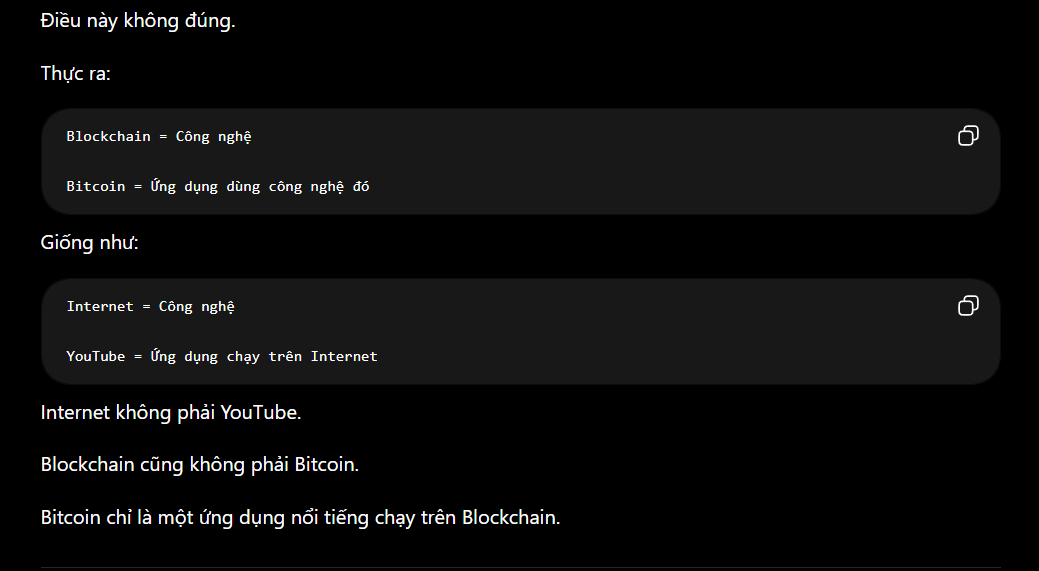 Điều này không đúng.
Thực ra:
Blockchain = Công nghệ
Bitcoin = Ứng dụng dùng công nghệ đó
Giống như:
Internet = Công nghệ
YouTube = Ứng dụng chạy trên Internet
Internet không phải YouTube.
Blockchain cũng không phải Bitcoin.
Bitcoin chỉ là một ứng dụng nổi tiếng chạy trên Blockchain.